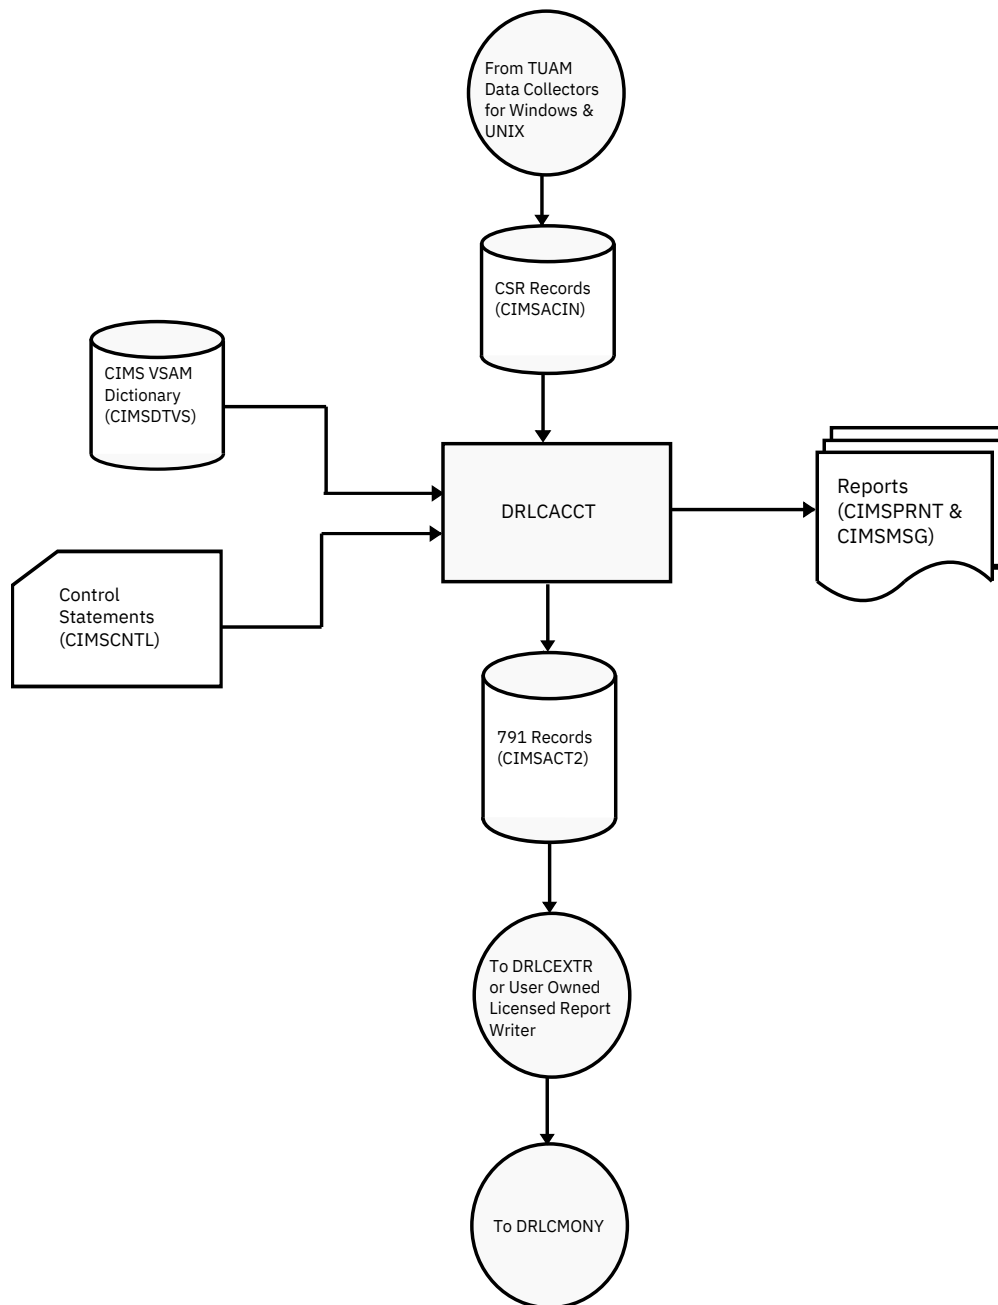 From TUAM
Data Collectors
for Windows &
UNIX
CSR Records
(CIMSACIN)
CIMS VSAM
Dictionary
(CIMSDTVS)
DRLCACCT
Reports
(CIMSPRNT &
CIMSMSG)
Control
Statements
(CIMSCNTL)
791 Records
(CIMSACT2)
To DRLCEXTR
or User Owned
Licensed Report
Writer
To DRLCMONY